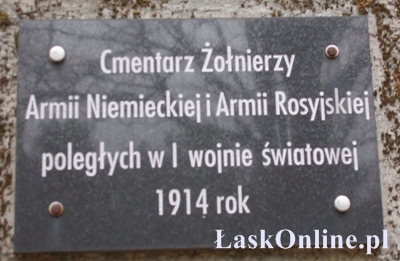 Cmentarz Żołnierzy
Armii Niemieckiej i Armii Rosyjskiej
poległych w I wojnie światowej
1914 rok
ŁaskOnline.pl